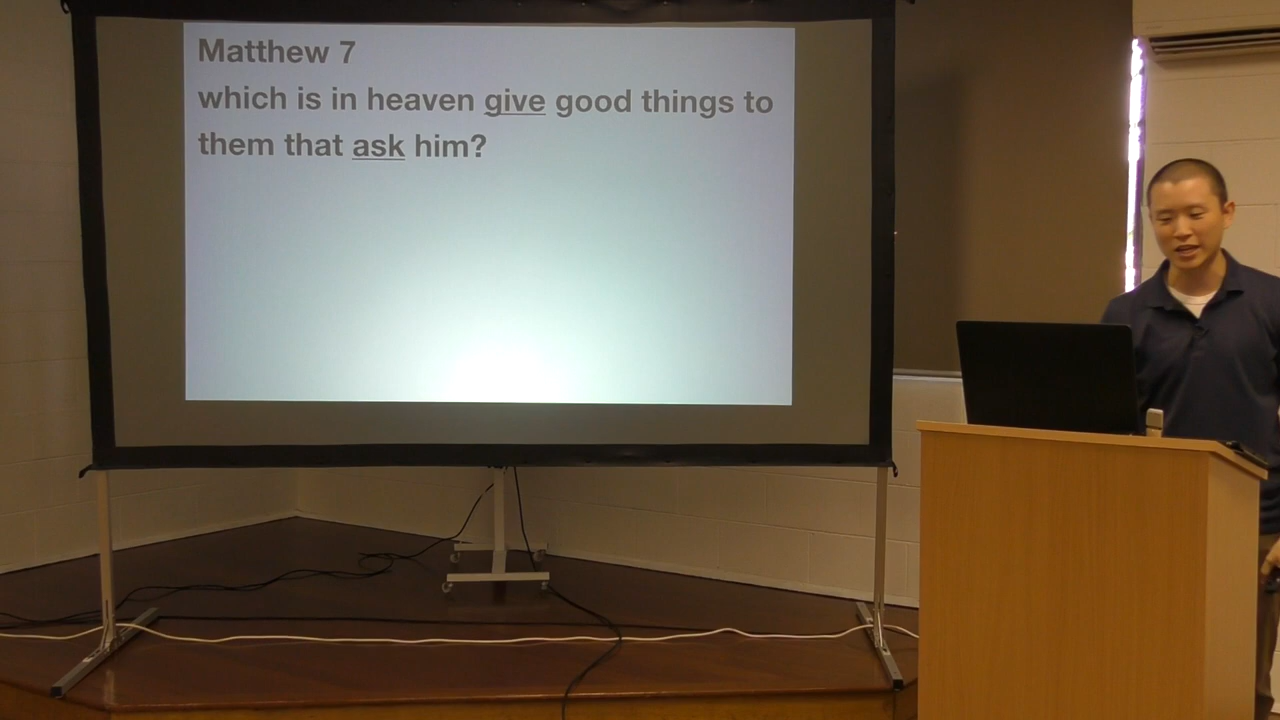 Matthew 7
which is in heaven give good things to
them that ask him?